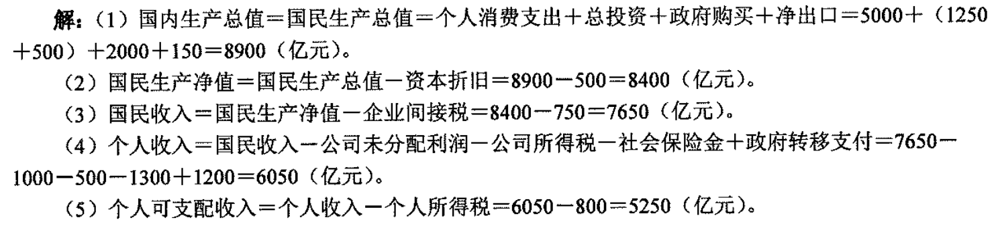 解：（1）国内生产总值＝国民生产总值＝个人消费支出＋总投资＋政府购买＋净出口＝5000＋（1250
＋500）＋2000＋150＝8900（亿元）。
（2）国民生产净值＝国民生产总值－资本折旧＝8900－500＝8400（亿元）。
（3）国民收入＝国民生产净值－企业间接税＝8400－750＝7650（亿元）。
（4）个人收入＝国民收入－公司未分配利润－公司所得税－社会保险金＋政府转移支付＝7650－
1000－500－1300＋1200＝6050（亿元）。
（5）个人可支配收入＝个人收入－个人所得税＝6050－800＝5250（亿元）。